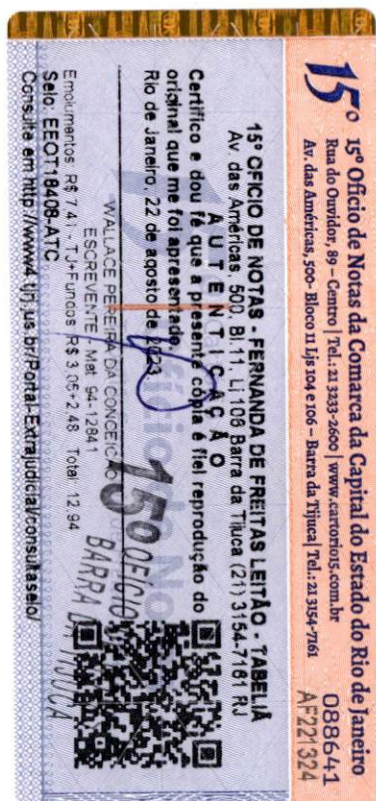 15º
15º Ofício de Notas da Comarca da Capital do Estado do Rio de Janeiro
Rua do Ouvidor, 89 – Centro | Tel.: 21 3233-2600 | www.cartorio15.com.br
Av. das Américas, 500 - Bloco 11 Ljs 104 e 106 – Barra da Tijuca | Tel.: 21 3154-7161
088641
AF221324
15º OFICIO DE NOTAS - FERNANDA DE FREITAS LEITÃO - TABELIÃ
Av. das Américas, 500, Bl.11, Lj 106 Barra da Tijuca (21) 3154-7161 RJ
AUTENTICAÇÃO
Certifico e dou fé que a presente cópia é fiel reprodução do
original que me foi apresentado.
Rio de Janeiro, 22 de agosto de 2023.
WALLACE PEREIRA DA CONCEICAO
ESCREVENTE - Mat. 94-12841
Emolumentos: R$ 7,41 - TJ+Fundos: R$ 3,06+2,48 Total: 12,94
Selo: EEOT18408-ATC
Consulte em http://www4.tjrj.jus.br/Portal-Extrajudicial/consultaselo/
15º OFÍCIO
BARRA DA TIJUCA